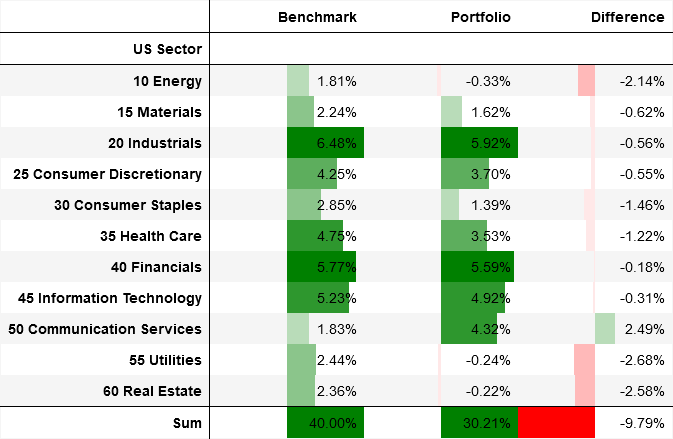 Benchmark Portfolio Difference
US Sector
10 Energy 1.81% -0.33% -2.14%
15 Materials 2.24% 1.62% -0.62%
20 Industrials 6.48% 5.92% -0.56%
25 Consumer Discretionary 4.25% 3.70% -0.55%
30 Consumer Staples 2.85% 1.39% -1.46%
35 Health Care 4.75% 3.53% -1.22%
40 Financials 5.77% 5.59% -0.18%
45 Information Technology 5.23% 4.92% -0.31%
50 Communication Services 1.83% 4.32% 2.49%
55 Utilities 2.44% -0.24% -2.68%
60 Real Estate 2.36% -0.22% -2.58%
Sum 40.00% 30.21% -9.79%